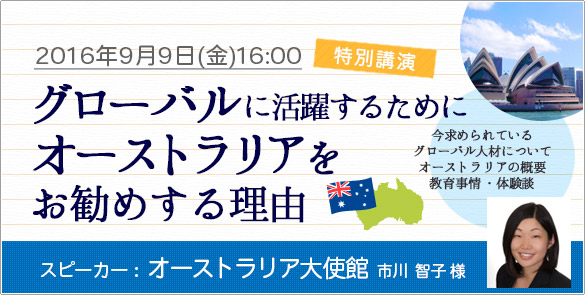 2016年9月9日(金)16:00
特別講演
グローバルに活躍するために
オーストラリアを
お勧めする理由
今求められている
グローバル人材について
オーストラリアの概要
教育事情・体験談
スピーカー：オーストラリア大使館 市川 智子 様